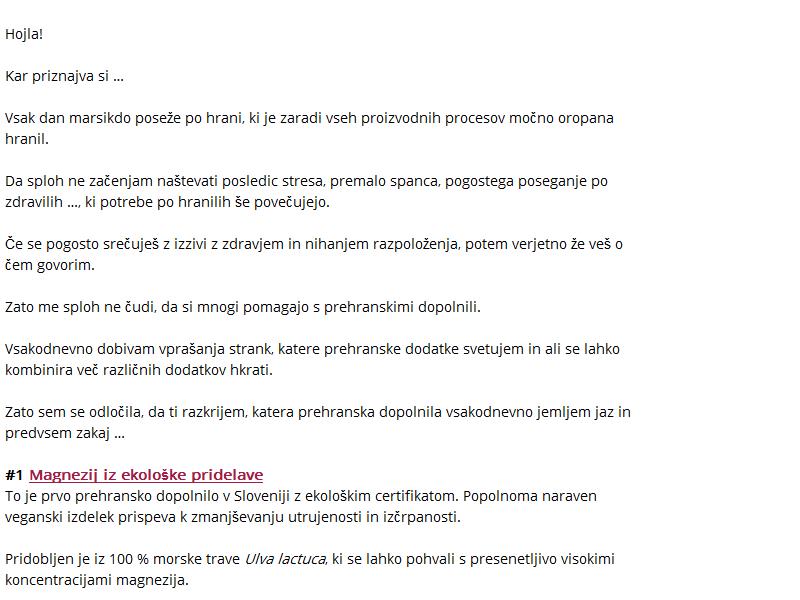 Hojla!
Kar priznajva si ...
Vsak dan marsikdo poseže po hrani, ki je zaradi vseh proizvodnih procesov močno oropana
hranil.
Da sploh ne začenjam naštevati posledic stresa, premalo spanca, pogostega poseganje po
zdravilih ..., ki potrebe po hranilih še povečujejo.
Če se pogosto srečuješ z izzivi z zdravjem in nihanjem razpoloženja, potem verjetno že veš o
čem govorim.
Zato me sploh ne čudi, da si mnogi pomagajo s prehranskimi dopolnili.
Vsakodnevno dobivam vprašanja strank, katere prehranske dodatke svetujem in ali se lahko
kombinira več različnih dodatkov hkrati.
Zato sem se odločila, da ti razkrijem, katera prehranska dopolnila vsakodnevno jemljem jaz in
predvsem zakaj ...
#1 Magnezij iz ekološke pridelave
To je prvo prehransko dopolnilo v Sloveniji z ekološkim certifikatom. Popolnoma naraven
veganski izdelek prispeva k zmanjševanju utrujenosti in izčrpanosti.
Pridobljen je iz 100 % morske trave Ulva lactuca, ki se lahko pohvali s presenetljivo visokimi
koncentracijami magnezija.